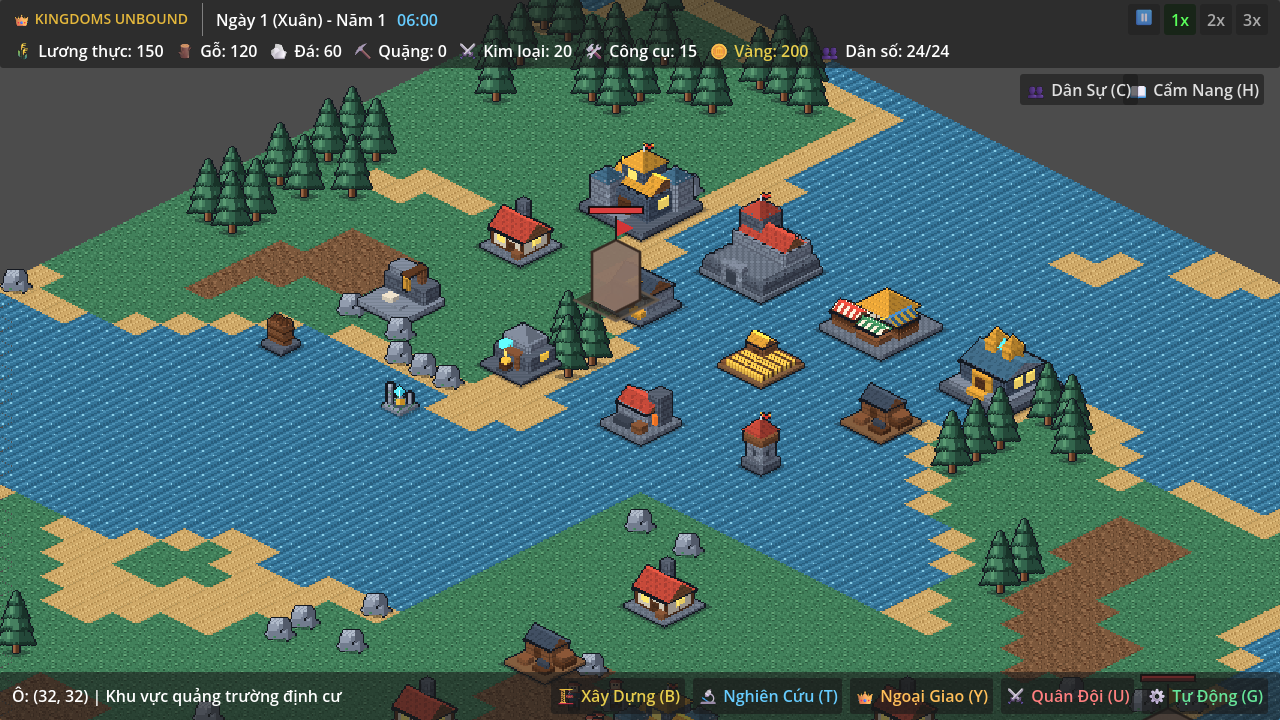 KINGDOMS UNBOUND Ngày 1 (Xuân) - Năm 1 06:00 1x 2x 3x
Lương thực: 150 Gỗ: 120 Đá: 60 Quặng: 0 Kim loại: 20 Công cụ: 15 Vàng: 200 Dân số: 24/24
Dân Sự (C) Cẩm Nang (H)
Ô: (32, 32) | Khu vực quảng trường định cư Xây Dựng (B) Nghiên Cứu (T) Ngoại Giao (Y) Quân Đội (U) Tự Động (G)